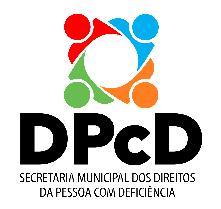 DPcD
SECRETARIA MUNICIPAL DOS DIREITOS
DA PESSOA COM DEFICIÊNCIA